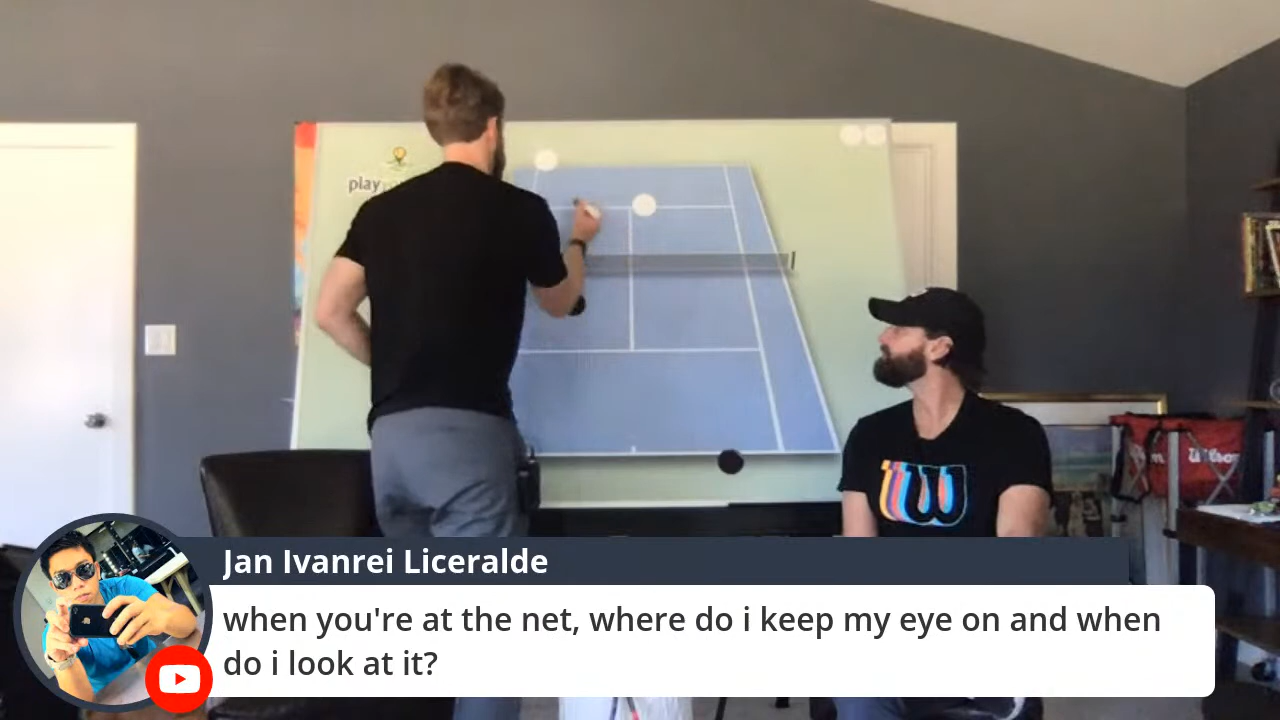 play
W
Wilson
Jan Ivanrei Liceralde
when you're at the net, where do i keep my eye on and when
do i look at it?